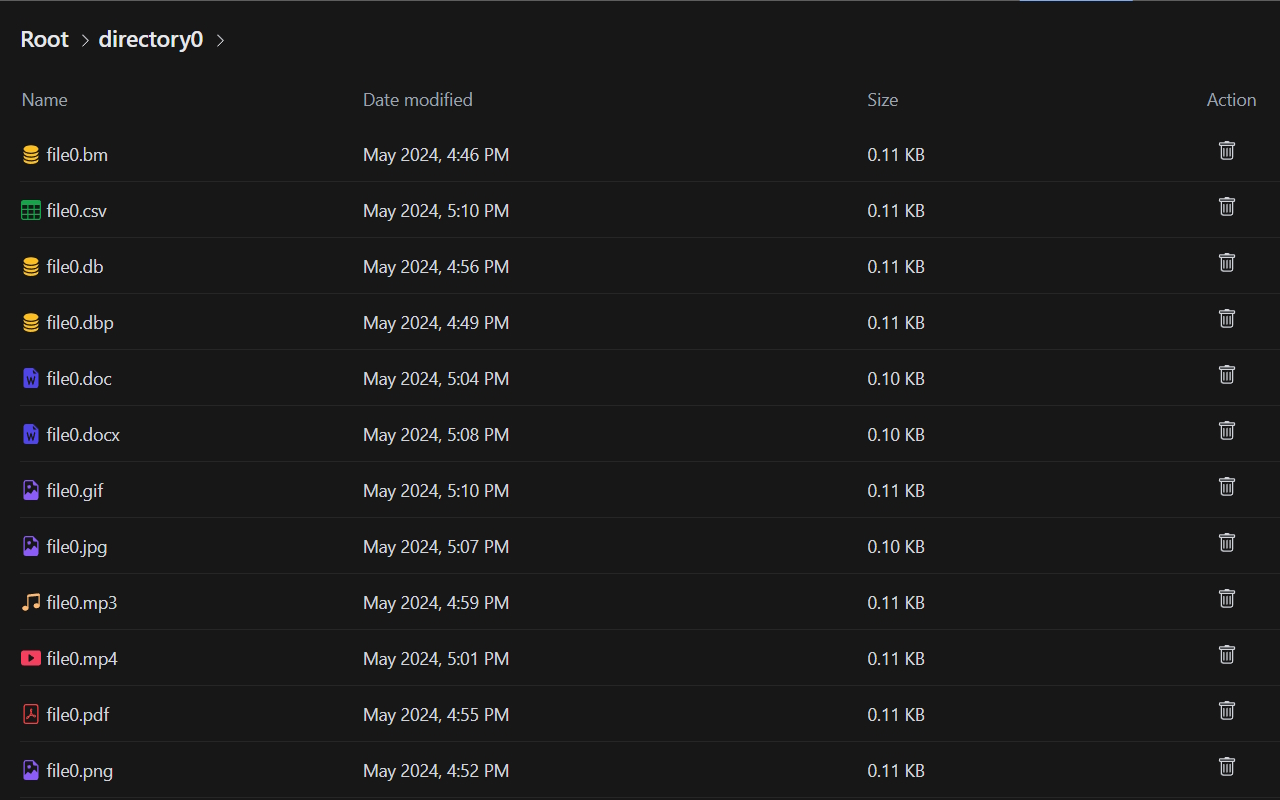 Root > directory0 >
Name Date modified Size Action
file0.bm May 2024, 4:46 PM 0.11 KB
file0.csv May 2024, 5:10 PM 0.11 KB
file0.db May 2024, 4:56 PM 0.11 KB
file0.dbp May 2024, 4:49 PM 0.11 KB
file0.doc May 2024, 5:04 PM 0.10 KB
file0.docx May 2024, 5:08 PM 0.10 KB
file0.gif May 2024, 5:10 PM 0.11 KB
file0.jpg May 2024, 5:07 PM 0.10 KB
file0.mp3 May 2024, 4:59 PM 0.11 KB
file0.mp4 May 2024, 5:01 PM 0.11 KB
file0.pdf May 2024, 4:55 PM 0.11 KB
file0.png May 2024, 4:52 PM 0.11 KB